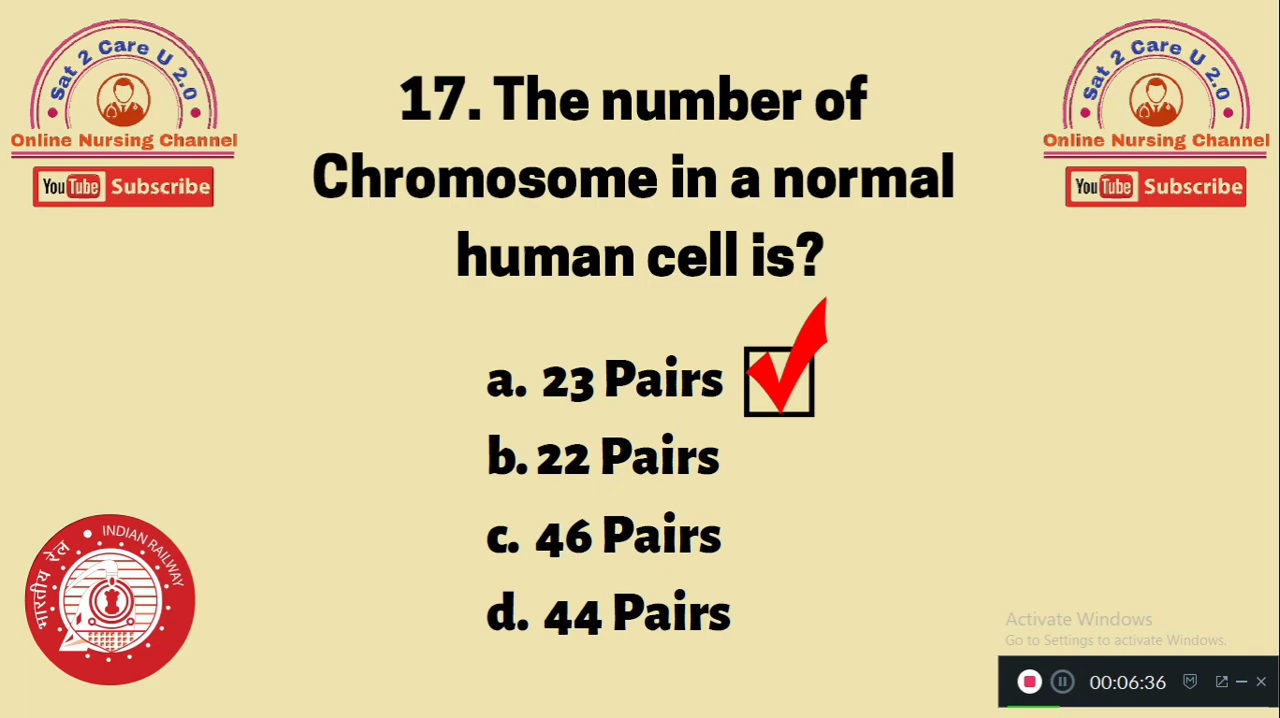 Sat 2 Care U 2.0
Online Nursing Channel
YouTube Subscribe
Sat 2 Care U 2.0
Online Nursing Channel
YouTube Subscribe
17. The number of
Chromosome in a normal
human cell is?
a. 23 Pairs
b. 22 Pairs
c. 46 Pairs
d. 44 Pairs
भारतीय रेल INDIAN RAILWAY
Activate Windows
Go to Settings to activate Windows.
00:06:36